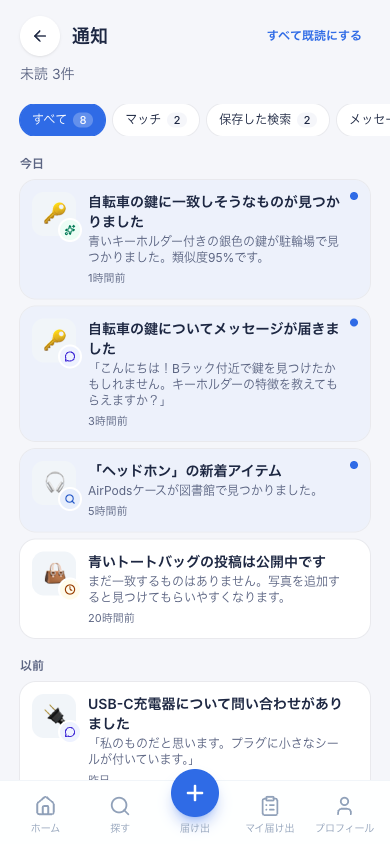 通知
すべて既読にする
未読 3件
すべて 8
マッチ 2
保存した検索 2
メッセ
今日
自転車の鍵に一致しそうなものが見つか
りました
青いキーホルダー付きの銀色の鍵が駐輪場で見
つかりました。類似度95%です。
1時間前
自転車の鍵についてメッセージが届きま
した
「こんにちは！Bラック付近で鍵を見つけたか
もしれません。キーホルダーの特徴を教えても
らえますか？」
3時間前
「ヘッドホン」の新着アイテム
AirPodsケースが図書館で見つかりました。
5時間前
青いトートバッグの投稿は公開中です
まだ一致するものはありません。写真を追加す
ると見つけてもらいやすくなります。
20時間前
以前
USB-C充電器について問い合わせがあり
ました
「私のものだと思います。プラグに小さなシー
ルが付いています。」
昨日
ホーム
探す
届け出
マイ届け出
プロフィール